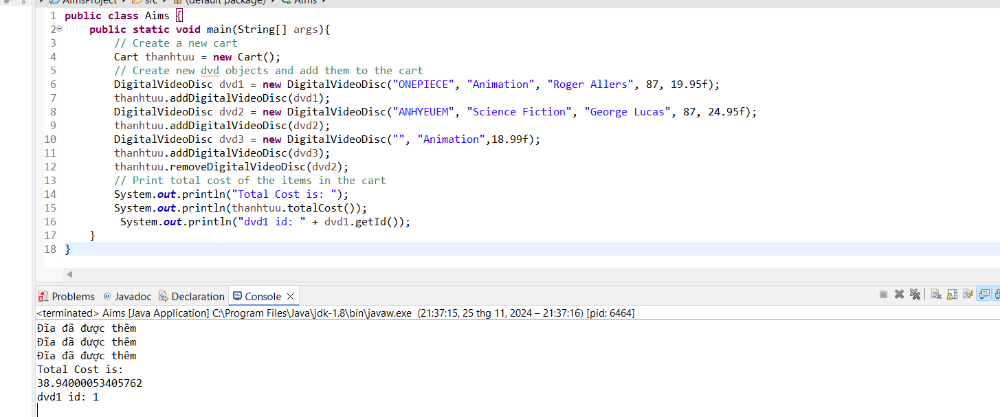 AimsProject src (default package) Aims
1 public class Aims {
2 public static void main(String[] args){
3 // Create a new cart
4 Cart thanhtuu = new Cart();
5 // Create new dvd objects and add them to the cart
6 DigitalVideoDisc dvd1 = new DigitalVideoDisc("ONEPIECE", "Animation", "Roger Allers", 87, 19.95f);
7 thanhtuu.addDigitalVideoDisc(dvd1);
8 DigitalVideoDisc dvd2 = new DigitalVideoDisc("ANHYEUEM", "Science Fiction", "George Lucas", 87, 24.95f);
9 thanhtuu.addDigitalVideoDisc(dvd2);
10 DigitalVideoDisc dvd3 = new DigitalVideoDisc("", "Animation",18.99f);
11 thanhtuu.addDigitalVideoDisc(dvd3);
12 thanhtuu.removeDigitalVideoDisc(dvd2);
13 // Print total cost of the items in the cart
14 System.out.println("Total Cost is: ");
15 System.out.println(thanhtuu.totalCost());
16 System.out.println("dvd1 id: " + dvd1.getId());
17 }
18 }
Problems @ Javadoc Declaration Console
<terminated> Aims [Java Application] C:\Program Files\Java\jdk-1.8\bin\javaw.exe (21:37:15, 25 thg 11, 2024 – 21:37:16) [pid: 6464]
Đĩa đã được thêm
Đĩa đã được thêm
Đĩa đã được thêm
Total Cost is:
38.94000053405762
dvd1 id: 1